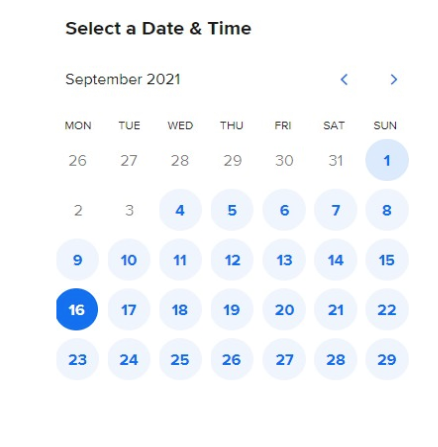 Select a Date & Time
September 2021
MON TUE WED THU FRI SAT SUN
26 27 28 29 30 31 1
2 3 4 5 6 7 8
9 10 11 12 13 14 15
16 17 18 19 20 21 22
23 24 25 26 27 28 29